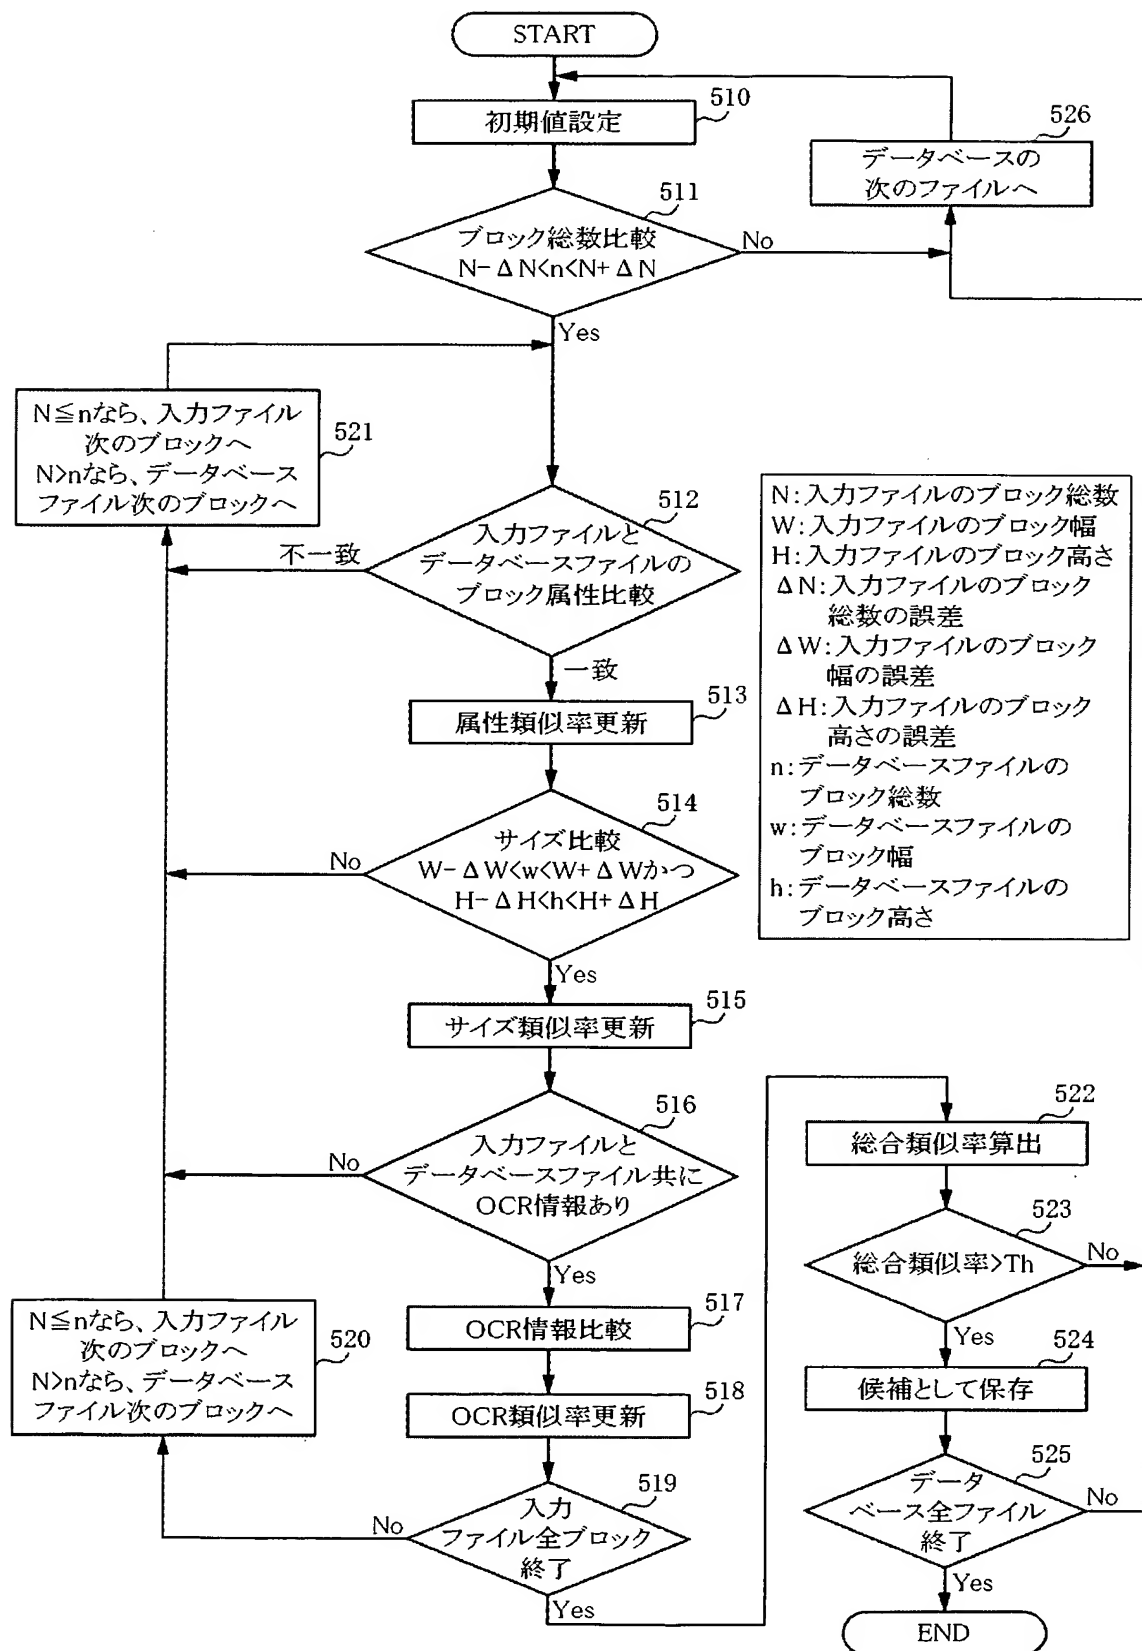 START
初期値設定
510
ブロック総数比較
N-ΔN<n<N+ΔN
511
No
Yes
データベースの
次のファイルへ
526
N≦nなら、入力ファイル
次のブロックへ
N>nなら、データベース
ファイル次のブロックへ
521
入力ファイルと
データベースファイルの
ブロック属性比較
512
不一致
一致
属性類似率更新
513
サイズ比較
W-ΔW<w<W+ΔWかつ
H-ΔH<h<H+ΔH
514
No
Yes
サイズ類似率更新
515
入力ファイルと
データベースファイル共に
OCR情報あり
516
No
Yes
OCR情報比較
517
OCR類似率更新
518
N≦nなら、入力ファイル
次のブロックへ
N>nなら、データベース
ファイル次のブロックへ
520
入力
ファイル全ブロック
終了
519
No
Yes
N:入力ファイルのブロック総数
W:入力ファイルのブロック幅
H:入力ファイルのブロック高さ
ΔN:入力ファイルのブロック
総数の誤差
ΔW:入力ファイルのブロック
幅の誤差
ΔH:入力ファイルのブロック
高さの誤差
n:データベースファイルの
ブロック総数
w:データベースファイルの
ブロック幅
h:データベースファイルの
ブロック高さ
総合類似率算出
522
総合類似率>Th
523
No
Yes
候補として保存
524
データ
ベース全ファイル
終了
525
No
Yes
END